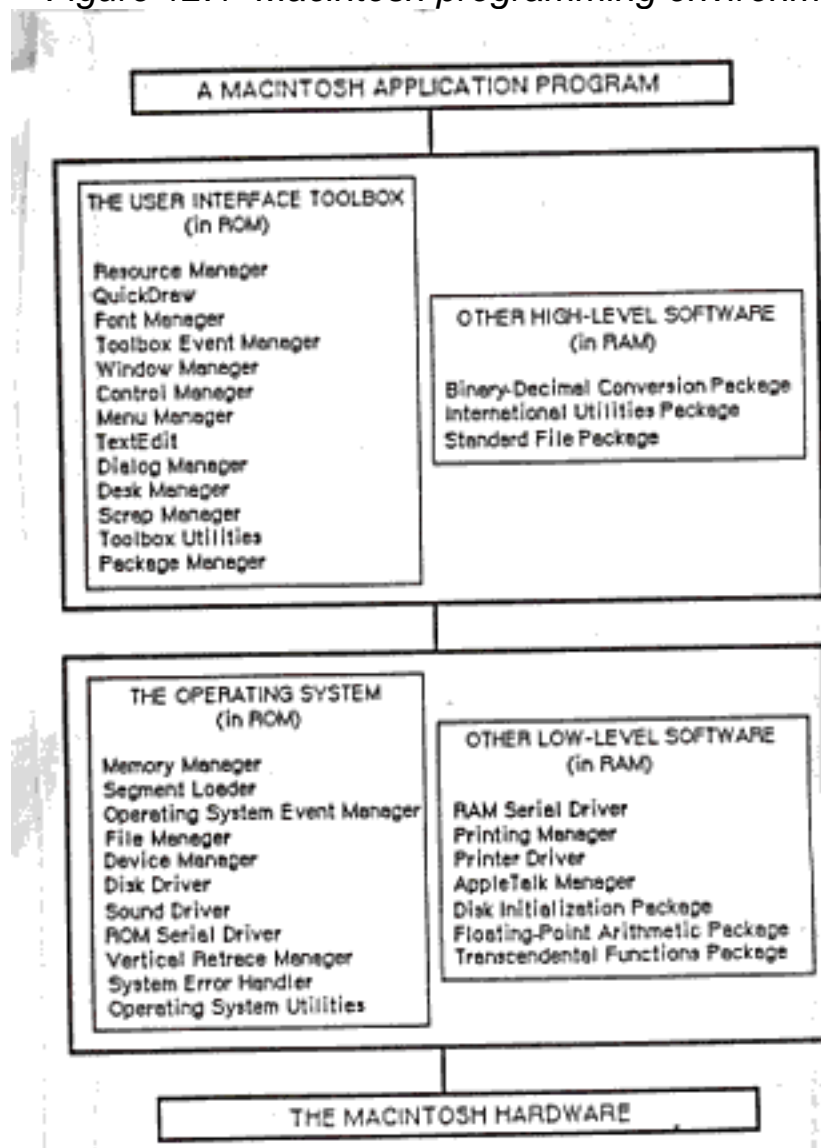 Figure 12.1 Macintosh programming environm
A MACINTOSH APPLICATION PROGRAM
THE USER INTERFACE TOOLBOX
(in ROM)
Resource Manager
QuickDraw
Font Manager
Toolbox Event Manager
Window Manager
Control Manager
Menu Manager
TextEdit
Dialog Manager
Desk Manager
Scrap Manager
Toolbox Utilities
Package Manager
OTHER HIGH-LEVEL SOFTWARE
(in RAM)
Binary-Decimal Conversion Package
International Utilities Package
Standard File Package
THE OPERATING SYSTEM
(in ROM)
Memory Manager
Segment Loader
Operating System Event Manager
File Manager
Device Manager
Disk Driver
Sound Driver
ROM Serial Driver
Vertical Retrace Manager
System Error Handler
Operating System Utilities
OTHER LOW-LEVEL SOFTWARE
(in RAM)
RAM Serial Driver
Printing Manager
Printer Driver
AppleTalk Manager
Disk Initialization Package
Floating-Point Arithmetic Package
Transcendental Functions Package
THE MACINTOSH HARDWARE